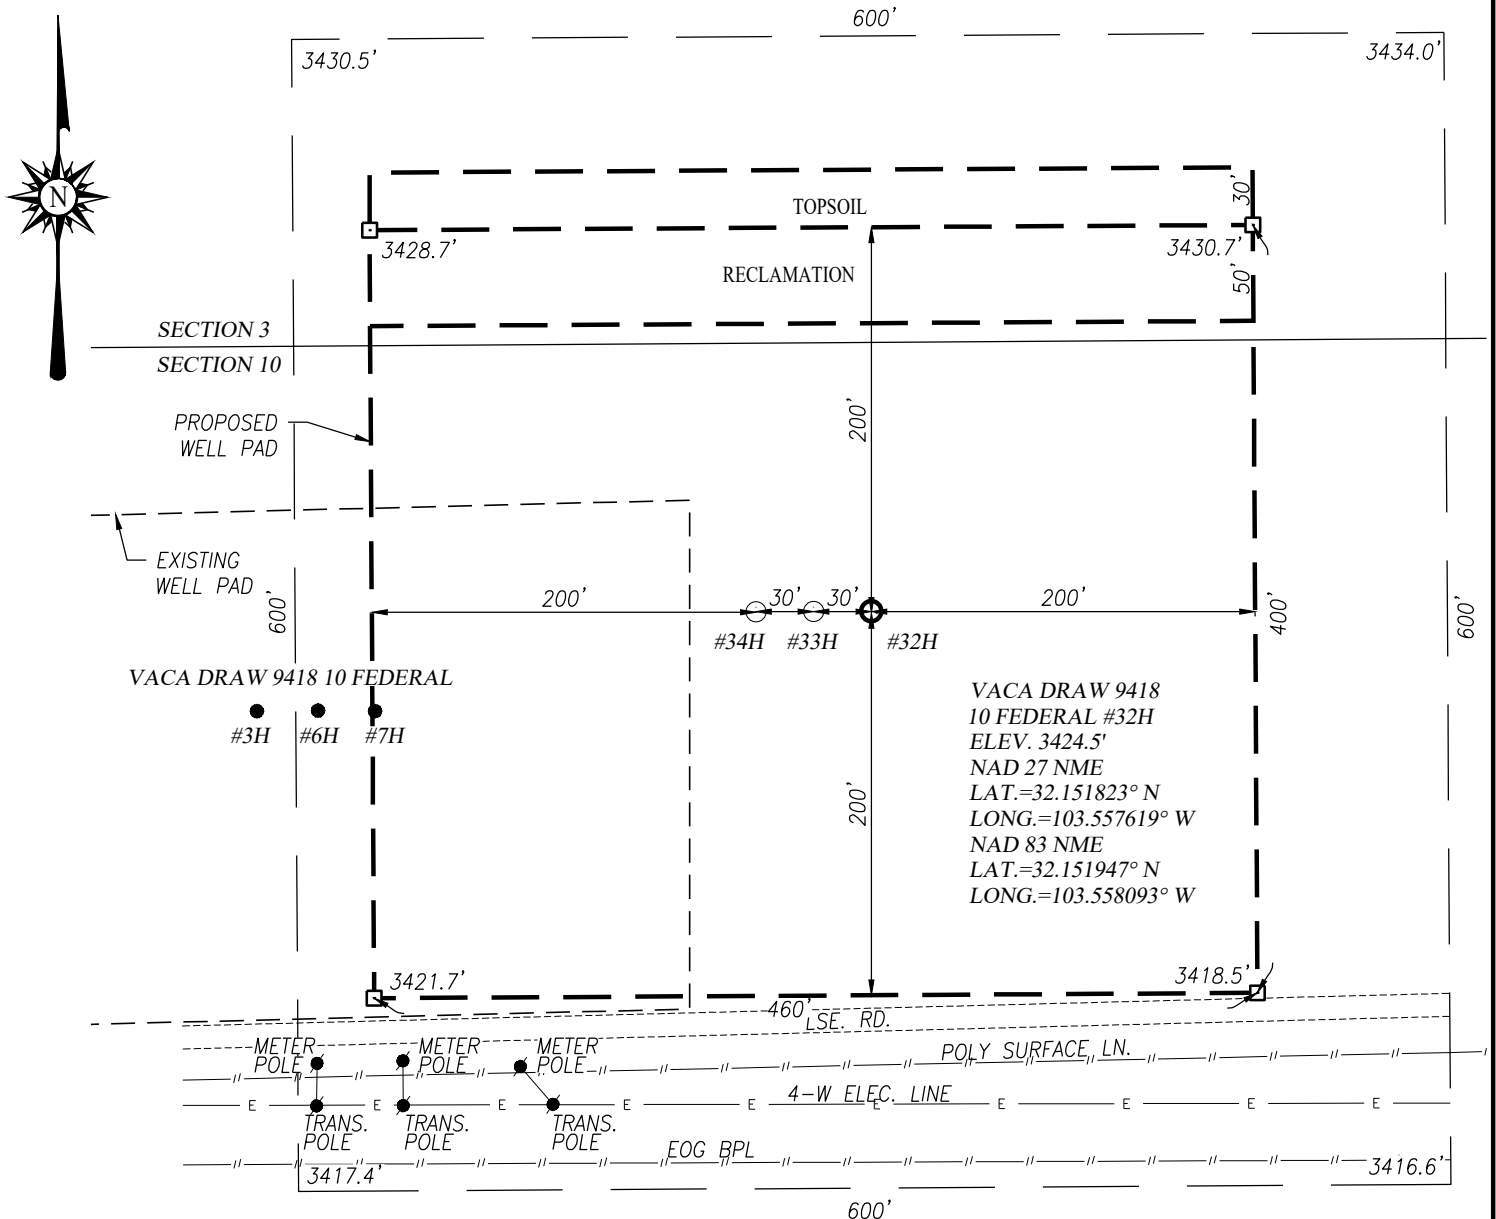 600'
3430.5'
3434.0'
N
30'
TOPSOIL
3428.7'
3430.7'
RECLAMATION
50'
SECTION 3
SECTION 10
PROPOSED
WELL PAD
200'
EXISTING
WELL PAD
600'
200'
30'
30'
200'
400'
600'
#34H
#33H
#32H
VACA DRAW 9418 10 FEDERAL
#3H
#6H
#7H
VACA DRAW 9418
10 FEDERAL #32H
ELEV. 3424.5'
NAD 27 NME
LAT.=32.151823° N
LONG.=103.557619° W
NAD 83 NME
LAT.=32.151947° N
LONG.=103.558093° W
200'
3421.7'
3418.5'
460'
LSE. RD.
METER
POLE
METER
POLE
METER
POLE
POLY SURFACE LN.
E E E E E E E E E E
4-W ELEC. LINE
TRANS.
POLE
TRANS.
POLE
TRANS.
POLE
EOG BPL
3417.4'
3416.6'
600'